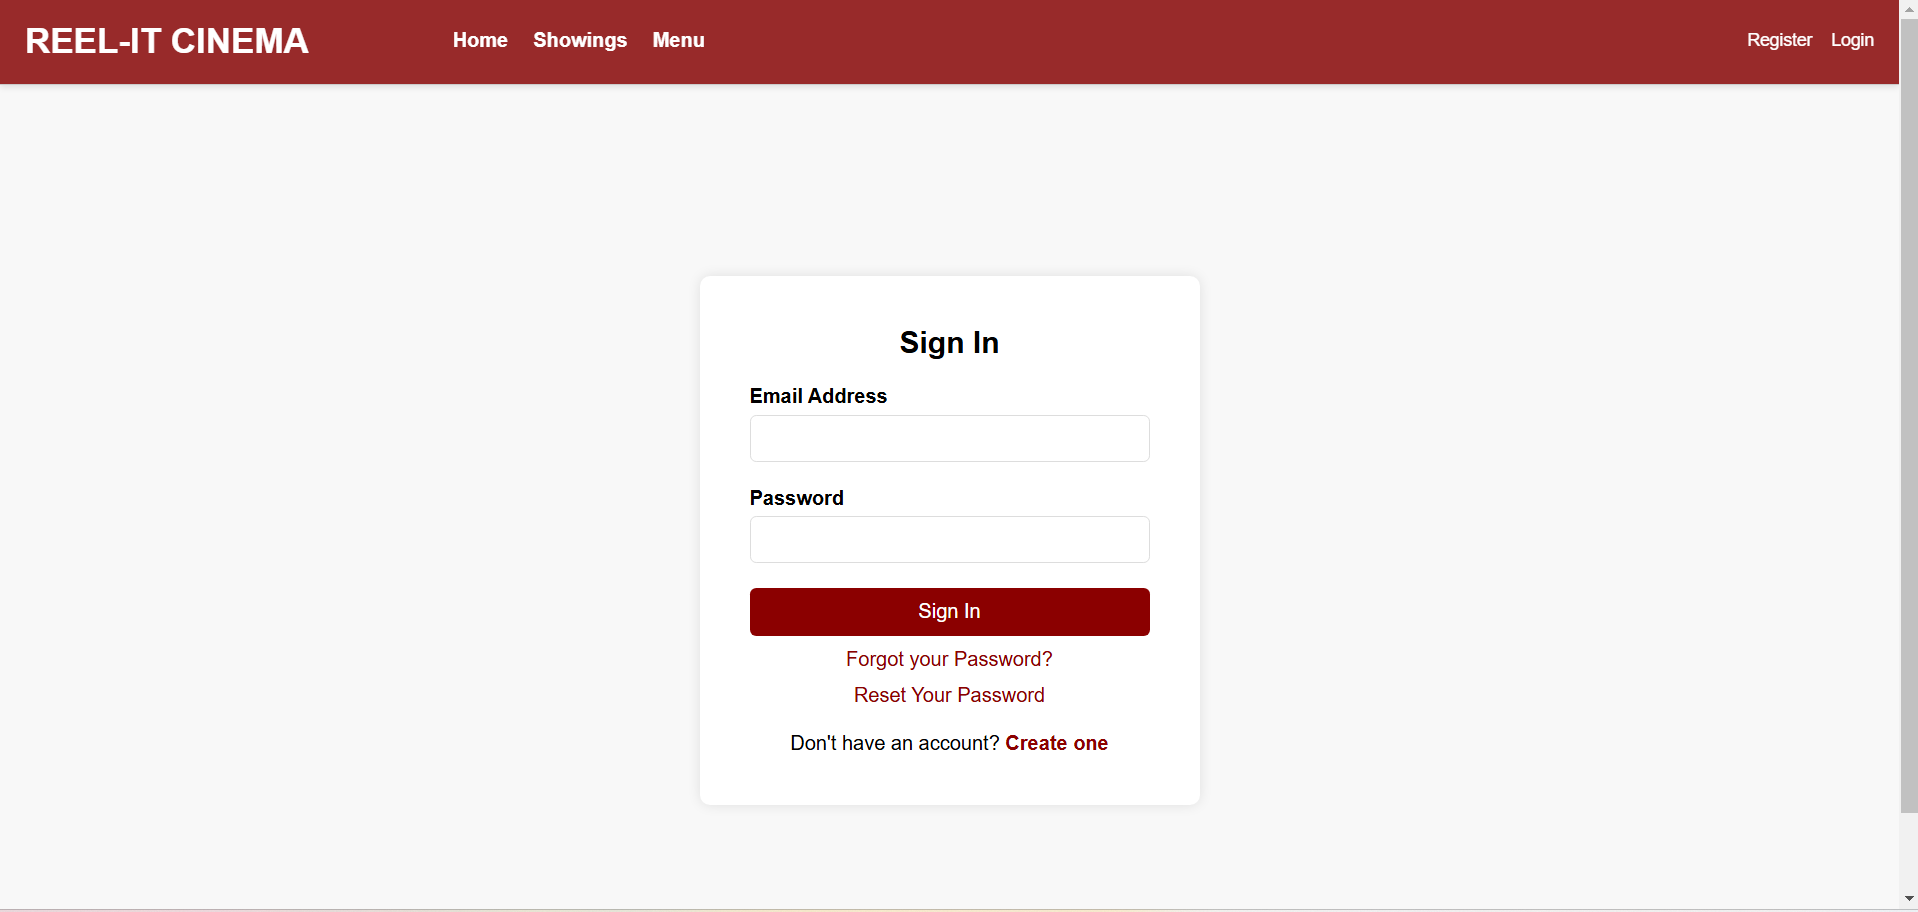 REEL-IT CINEMA Home Showings Menu Register Login
Sign In
Email Address
Password
Sign In
Forgot your Password?
Reset Your Password
Don't have an account? Create one